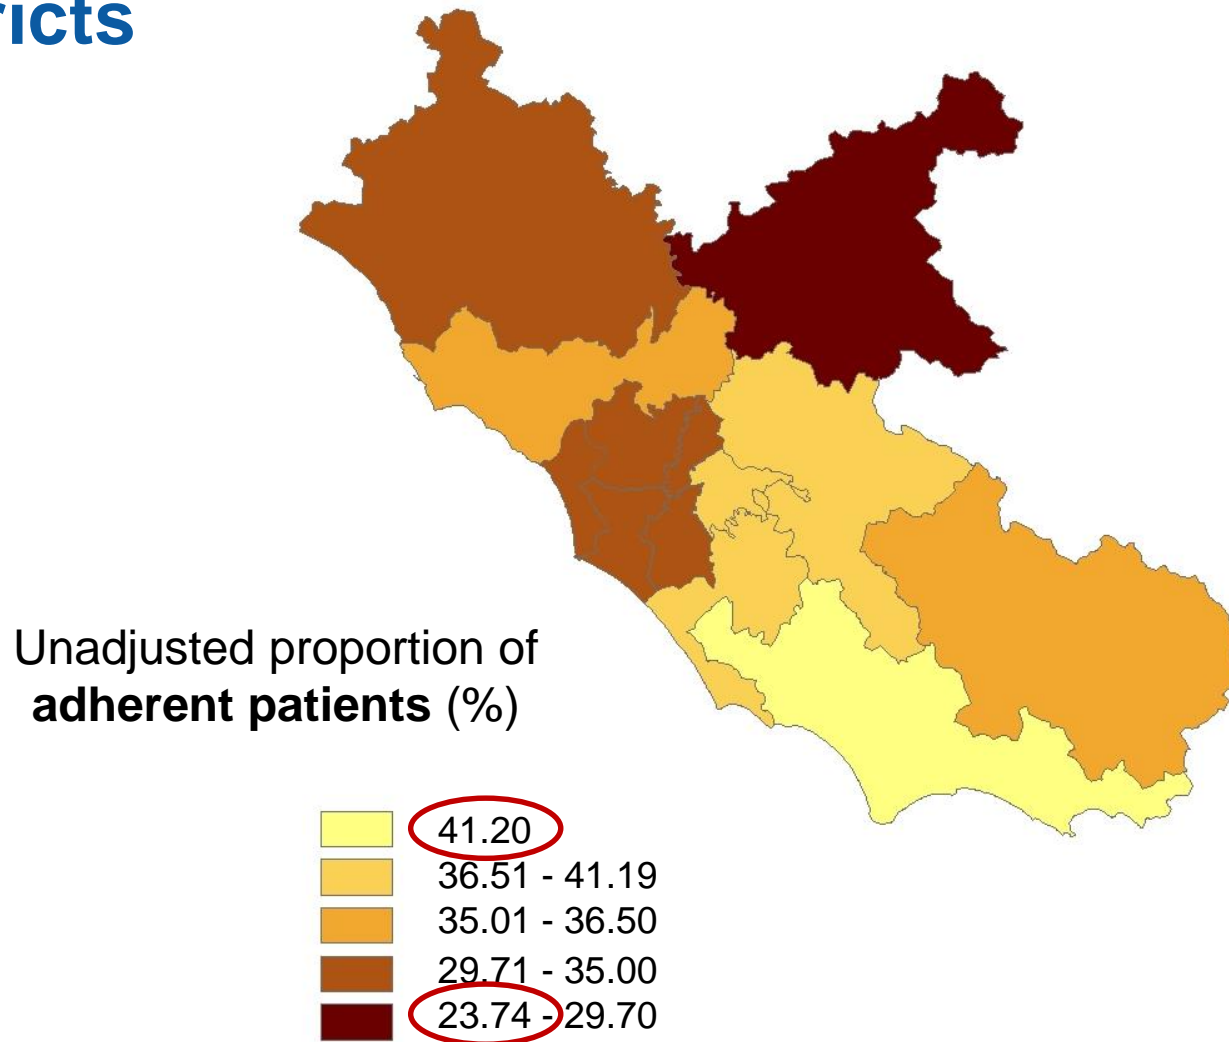 ricts
Unadjusted proportion of
adherent patients (%)
41.20
36.51 - 41.19
35.01 - 36.50
29.71 - 35.00
23.74 - 29.70